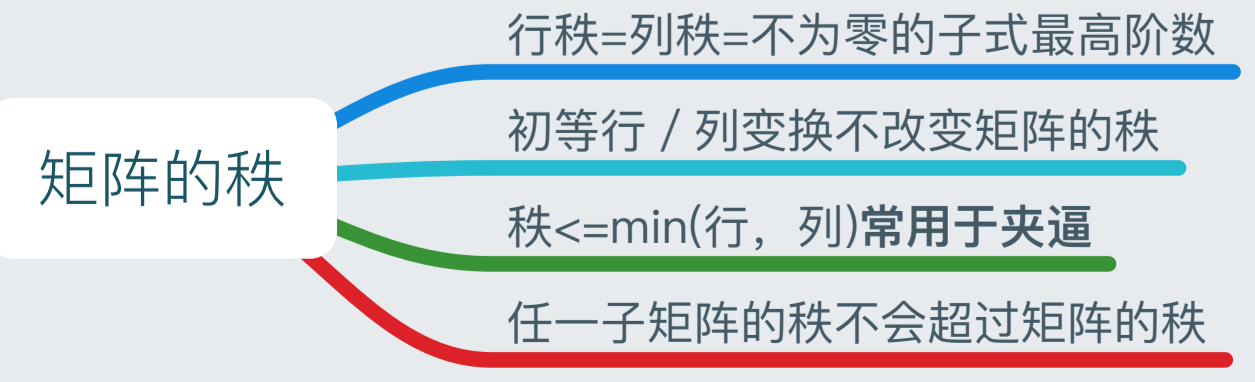 矩阵的秩
行秩=列秩=不为零的子式最高阶数
初等行 / 列变换不改变矩阵的秩
秩<=min(行，列)常用于夹逼
任一子矩阵的秩不会超过矩阵的秩